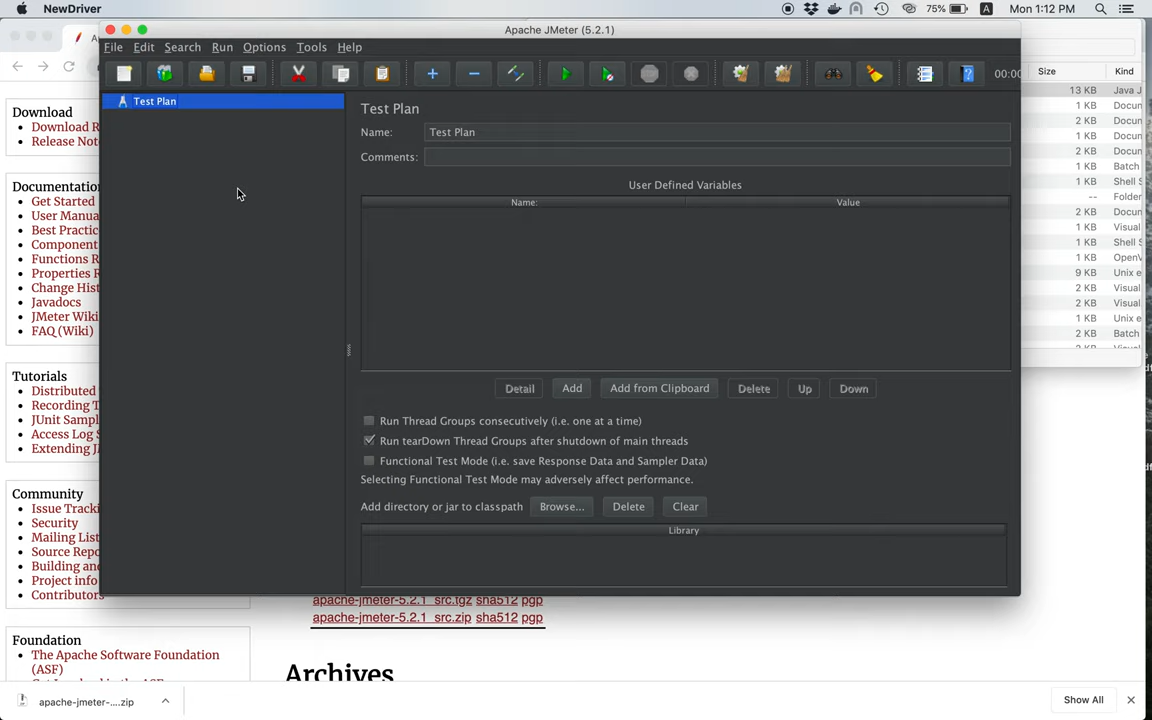 NewDriver
75%
A
Mon 1:12 PM
Apache JMeter (5.2.1)
File Edit Search Run Options Tools Help
Test Plan
Test Plan
Name: Test Plan
Comments:
User Defined Variables
Name: Value
Detail Add Add from Clipboard Delete Up Down
Run Thread Groups consecutively (i.e. one at a time)
Run tearDown Thread Groups after shutdown of main threads
Functional Test Mode (i.e. save Response Data and Sampler Data)
Selecting Functional Test Mode may adversely affect performance.
Add directory or jar to classpath Browse... Delete Clear
Library
Download
Download R
Release Not
Documentation
Get Started
User Manua
Best Practic
Component
Functions R
Properties R
Change Hist
Javadocs
JMeter Wiki
FAQ (Wiki)
Tutorials
Distributed
Recording T
JUnit Sampl
Access Log S
Extending J
Community
Issue Tracki
Security
Mailing List
Source Repo
Building and
Project info
Contributors
Foundation
The Apache Software Foundation
(ASF)
apache-jmeter-5.2.1_src.tgz sha512 pgp
apache-jmeter-5.2.1_src.zip sha512 pgp
Archives
Size Kind
13 KB Java J
1 KB Docum
2 KB Docum
1 KB Docum
2 KB Docum
1 KB Batch
1 KB Shell S
-- Folder
2 KB Docum
1 KB Visual
1 KB Shell S
1 KB OpenV
9 KB Unix e
2 KB Visual
2 KB Visual
1 KB Unix e
2 KB Batch
apache-jmeter-....zip
Show All